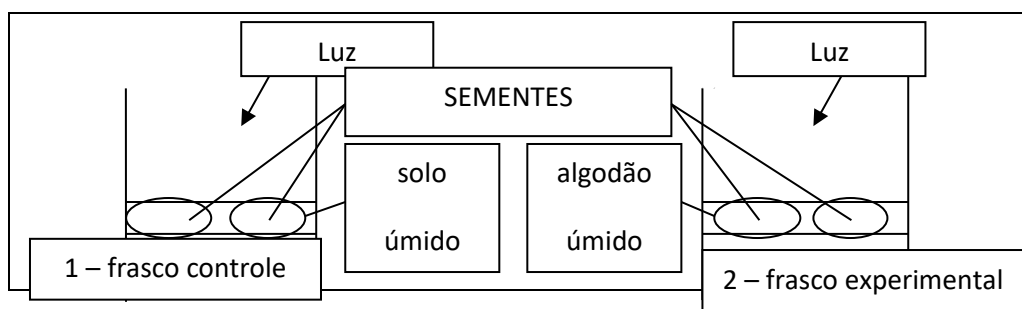 Luz
Luz
SEMENTES
solo
úmido
algodão
úmido
1 – frasco controle
2 – frasco experimental